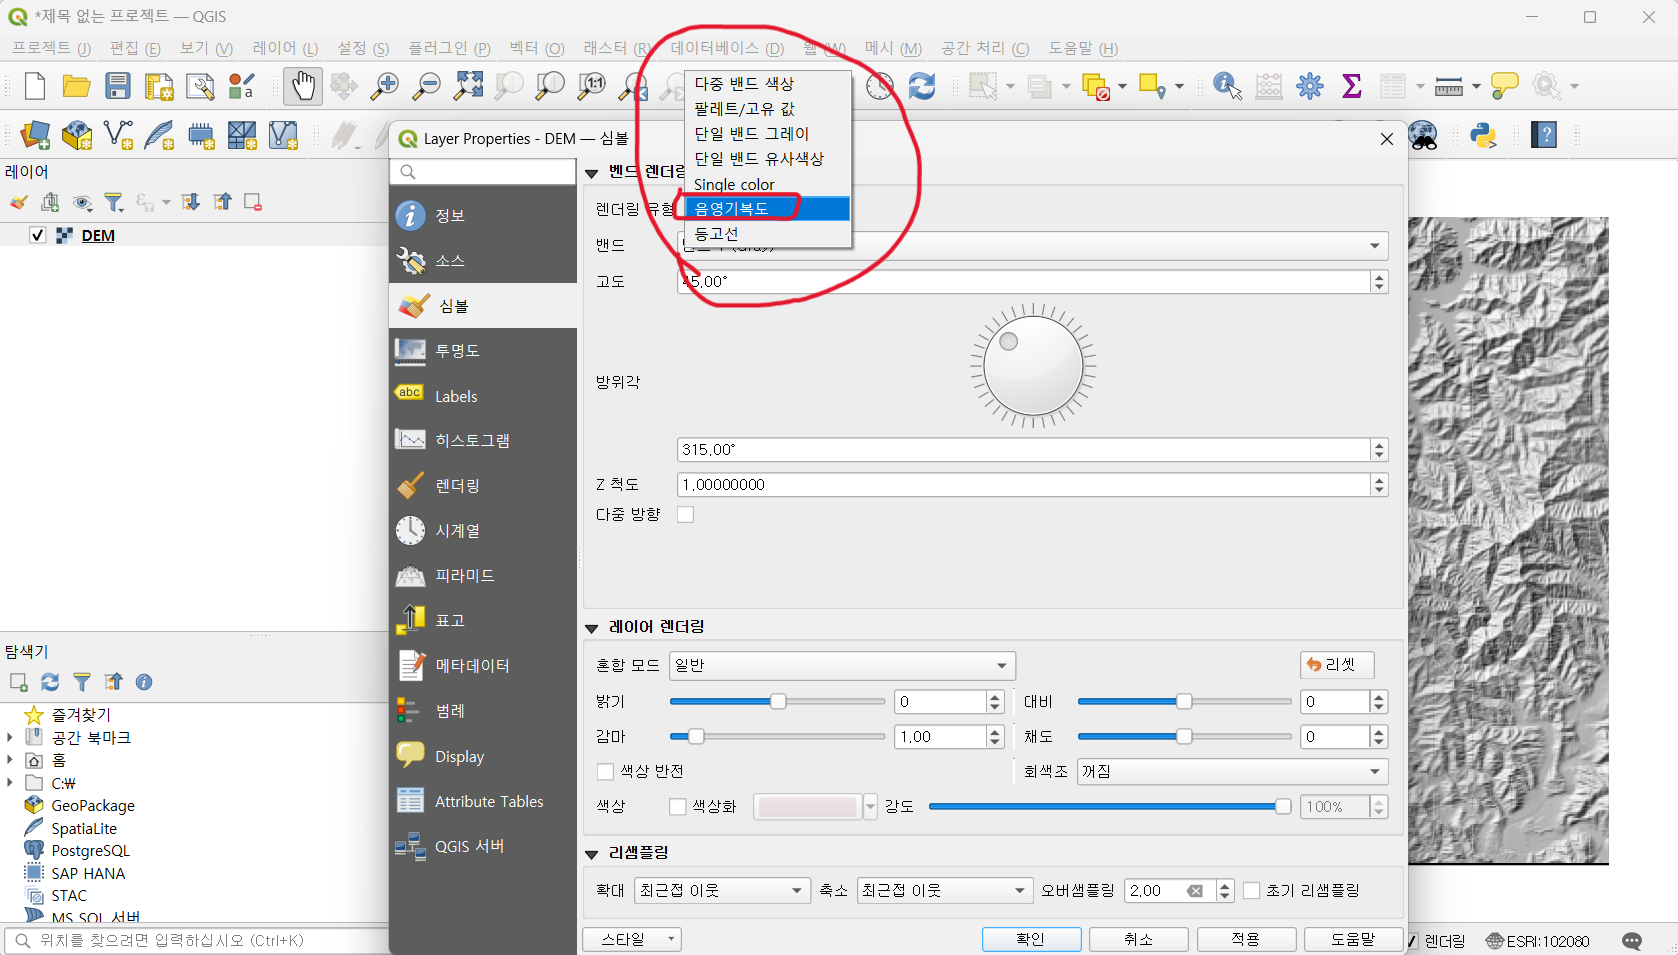 *제목 없는 프로젝트 — QGIS
프로젝트 (J) 편집 (E) 보기 (V) 레이어 (L) 설정 (S) 플러그인 (P) 벡터 (O) 래스터 (R) 데이터베이스 (D) 웹 (W) 메시 (M) 공간 처리 (C) 도움말 (H)
1:1
a
레이어
DEM
탐색기
즐겨찾기
공간 북마크
홈
C:₩
GeoPackage
SpatiaLite
PostgreSQL
SAP HANA
STAC
MS SQL 서버
위치를 찾으려면 입력하십시오 (Ctrl+K)
Layer Properties - DEM — 심볼
정보
소스
심볼
투명도
abc
Labels
히스토그램
렌더링
시계열
피라미드
표고
메타데이터
범례
Display
Attribute Tables
QGIS 서버
밴드 렌더링
렌더링 유형
다중 밴드 색상
팔레트/고유 값
단일 밴드 그레이
단일 밴드 유사색상
Single color
음영기복도
등고선
밴드
고도 45.00°
방위각
315.00°
Z 척도 1.00000000
다중 방향
레이어 렌더링
혼합 모드 일반 리셋
밝기 0 대비 0
감마 1.00 채도 0
색상 반전 회색조 꺼짐
색상 색상화 강도 100%
리샘플링
확대 최근접 이웃 축소 최근접 이웃 오버샘플링 2.00 초기 리샘플링
스타일 확인 취소 적용 도움말
렌더링 ESRI:102080